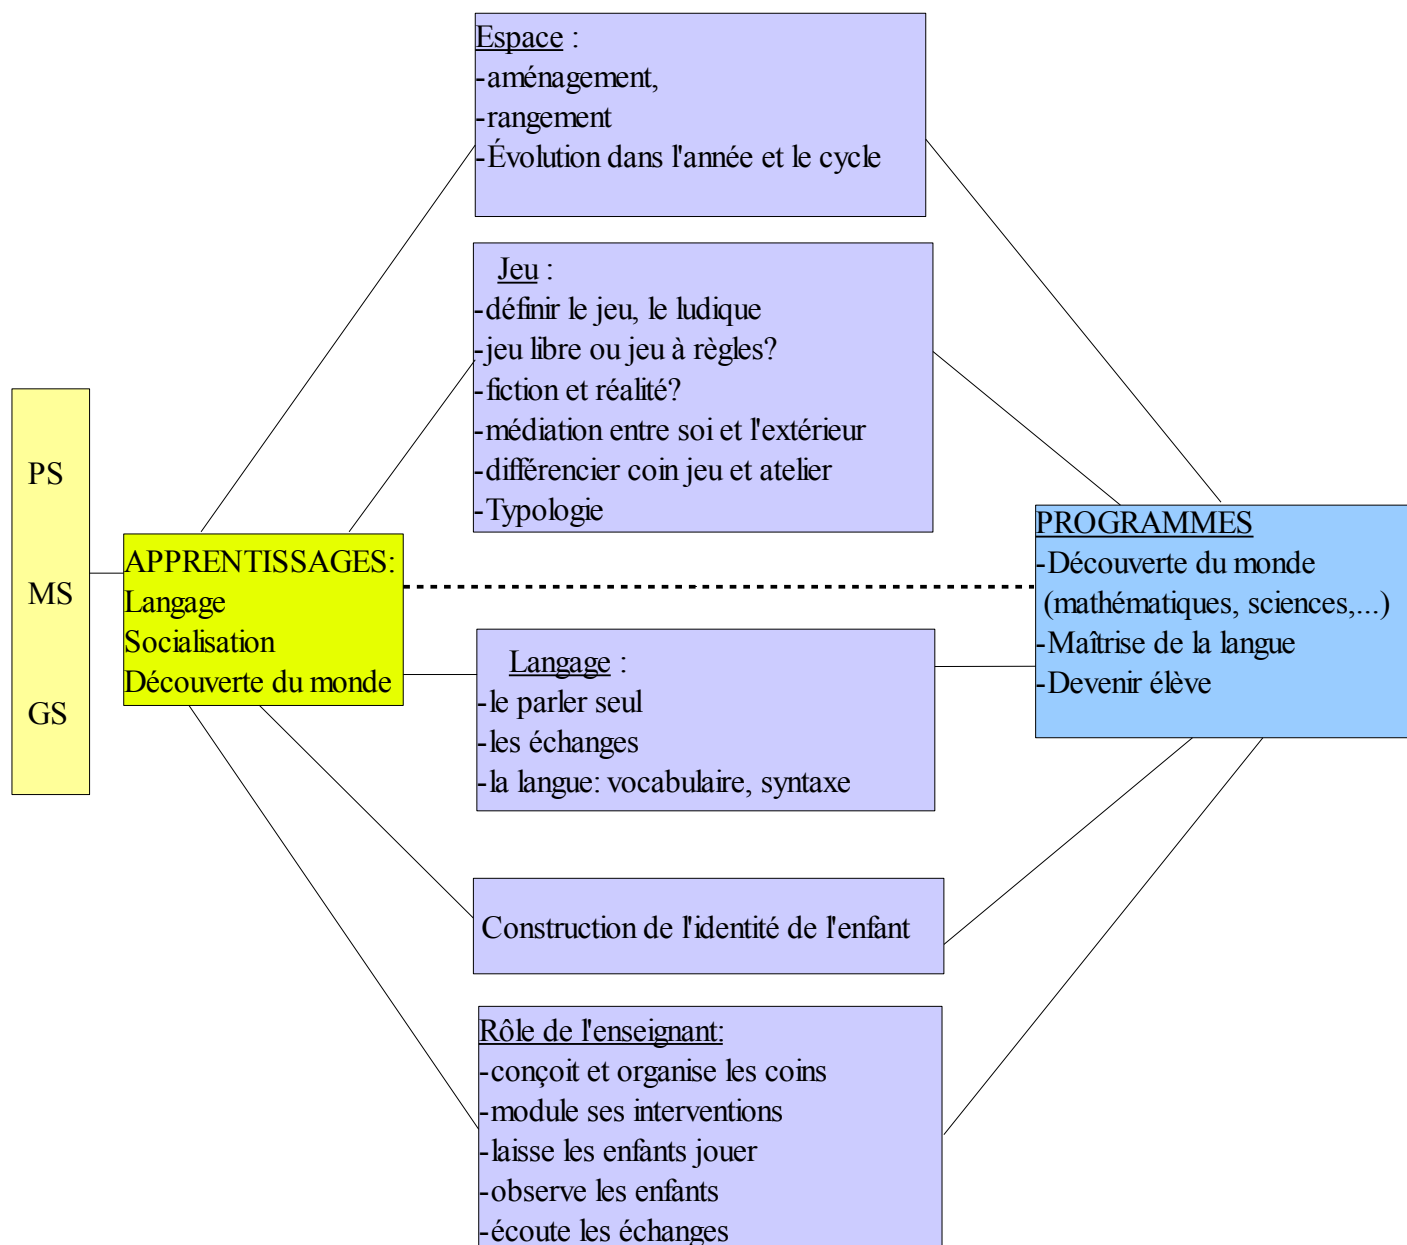 Espace :
-aménagement,
-rangement
-Évolution dans l'année et le cycle
Jeu :
-définir le jeu, le ludique
-jeu libre ou jeu à règles?
-fiction et réalité?
-médiation entre soi et l'extérieur
-différencier coin jeu et atelier
-Typologie
PS
MS
GS
APPRENTISSAGES:
Langage
Socialisation
Découverte du monde
PROGRAMMES
-Découverte du monde
(mathématiques, sciences,...)
-Maîtrise de la langue
-Devenir élève
Langage :
-le parler seul
-les échanges
-la langue: vocabulaire, syntaxe
Construction de l'identité de l'enfant
Rôle de l'enseignant:
-conçoit et organise les coins
-module ses interventions
-laisse les enfants jouer
-observe les enfants
-écoute les échanges